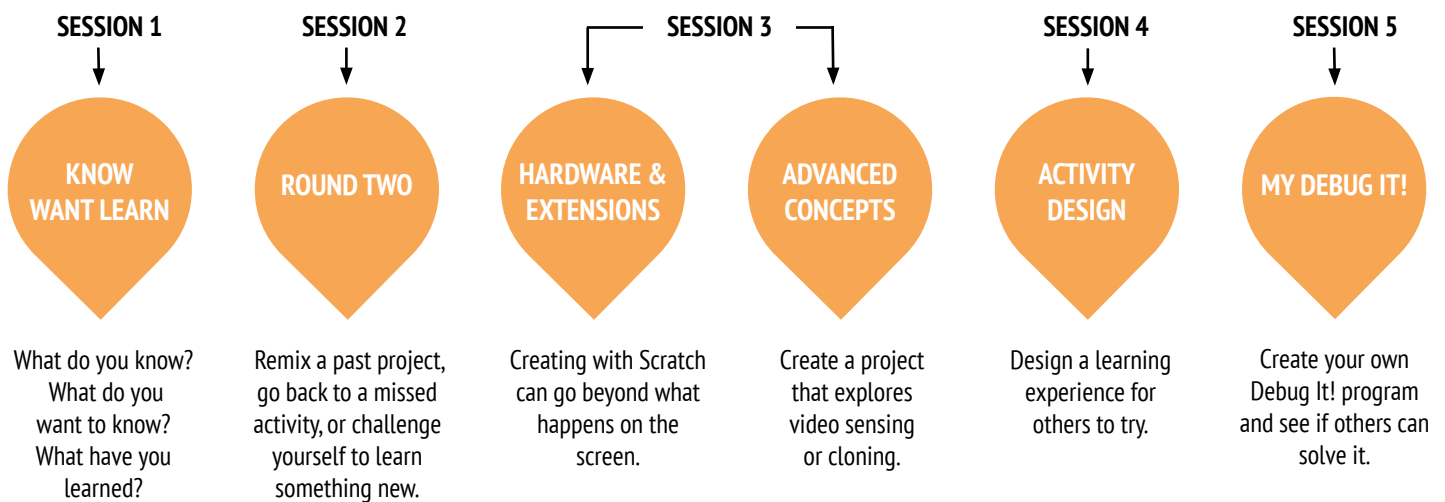 SESSION 1
SESSION 2
SESSION 3
SESSION 4
SESSION 5
KNOW
WANT LEARN
ROUND TWO
HARDWARE &
EXTENSIONS
ADVANCED
CONCEPTS
ACTIVITY
DESIGN
MY DEBUG IT!
What do you know?
What do you
want to know?
What have you
learned?
Remix a past project,
go back to a missed
activity, or challenge
yourself to learn
something new.
Creating with Scratch
can go beyond what
happens on the
screen.
Create a project
that explores
video sensing
or cloning.
Design a learning
experience for
others to try.
Create your own
Debug It! program
and see if others can
solve it.